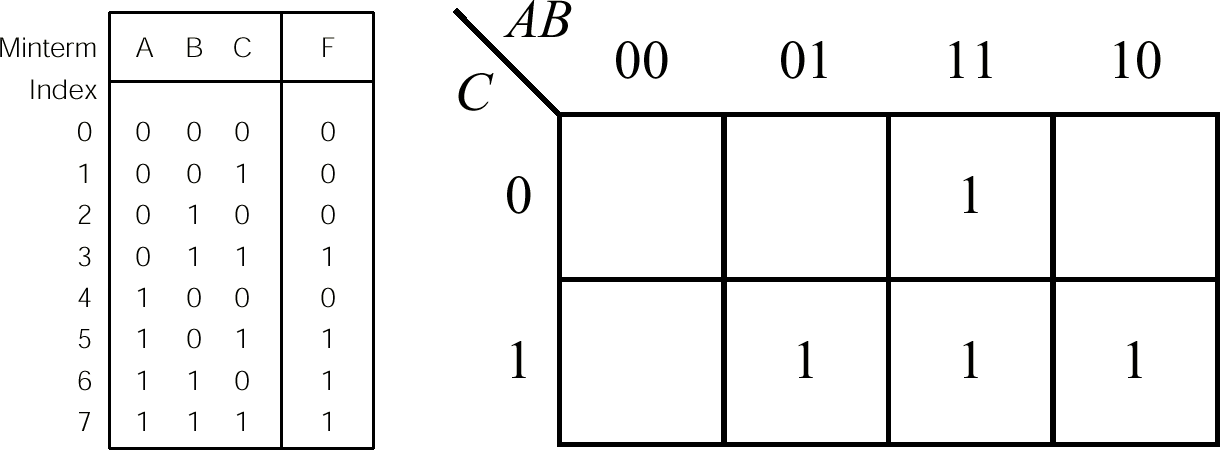 Minterm A B C F
Index
0 0 0 0 0
1 0 0 1 0
2 0 1 0 0
3 0 1 1 1
4 1 0 0 0
5 1 0 1 1
6 1 1 0 1
7 1 1 1 1
AB
C
00 01 11 10
0 1
1 1 1 1